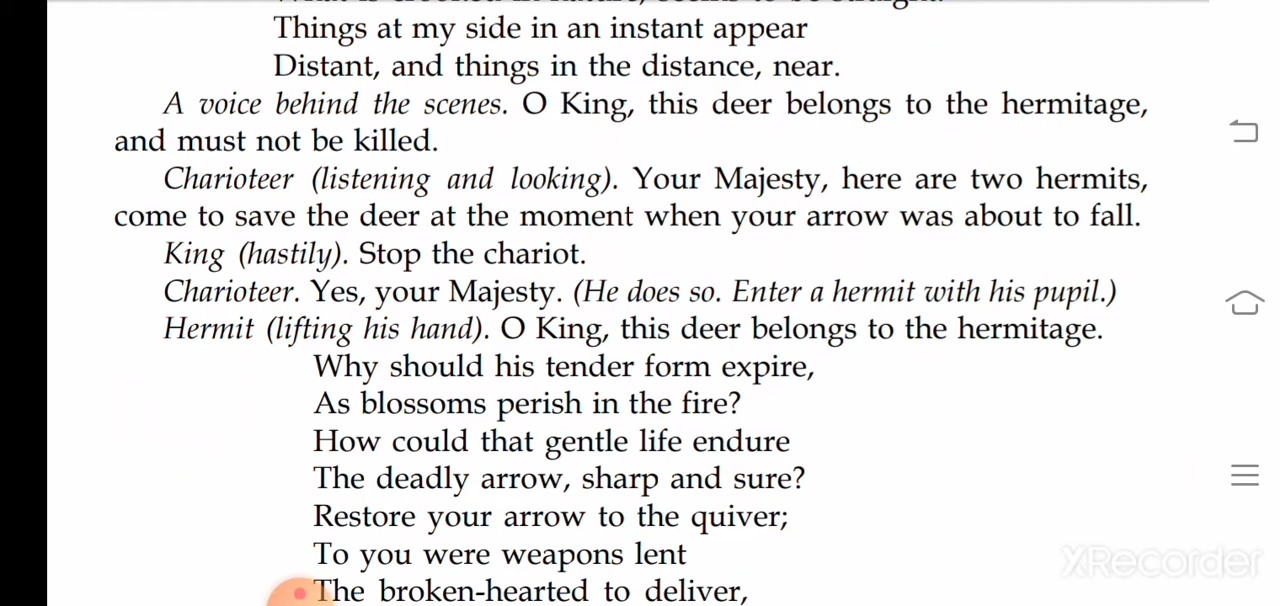 Things at my side in an instant appear
Distant, and things in the distance, near.
A voice behind the scenes. O King, this deer belongs to the hermitage,
and must not be killed.
Charioteer (listening and looking). Your Majesty, here are two hermits,
come to save the deer at the moment when your arrow was about to fall.
King (hastily). Stop the chariot.
Charioteer. Yes, your Majesty. (He does so. Enter a hermit with his pupil.)
Hermit (lifting his hand). O King, this deer belongs to the hermitage.
Why should his tender form expire,
As blossoms perish in the fire?
How could that gentle life endure
The deadly arrow, sharp and sure?
Restore your arrow to the quiver;
To you were weapons lent
The broken-hearted to deliver,
XRecorder